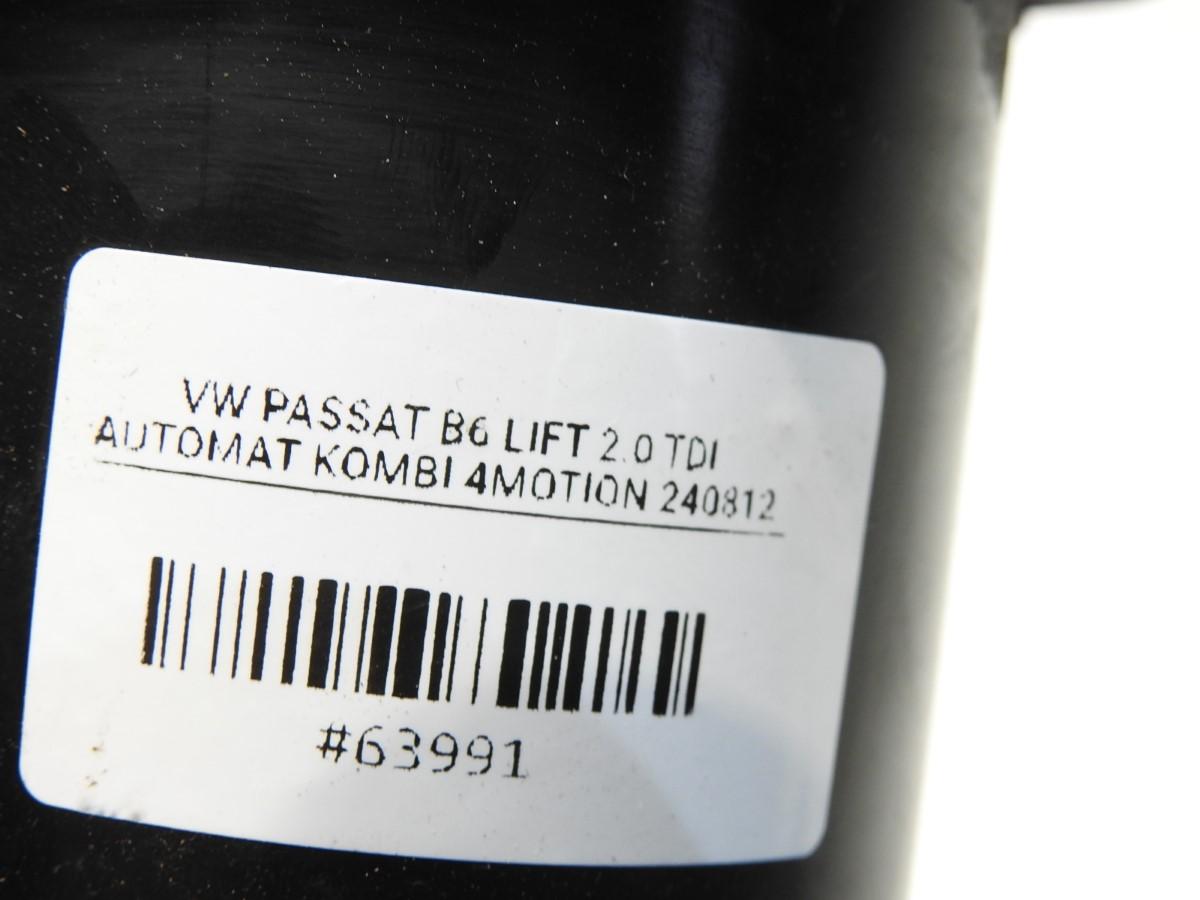 VW PASSAT B6 LIFT 2.0 TDI
AUTOMAT KOMBI 4MOTION 240812
#63991